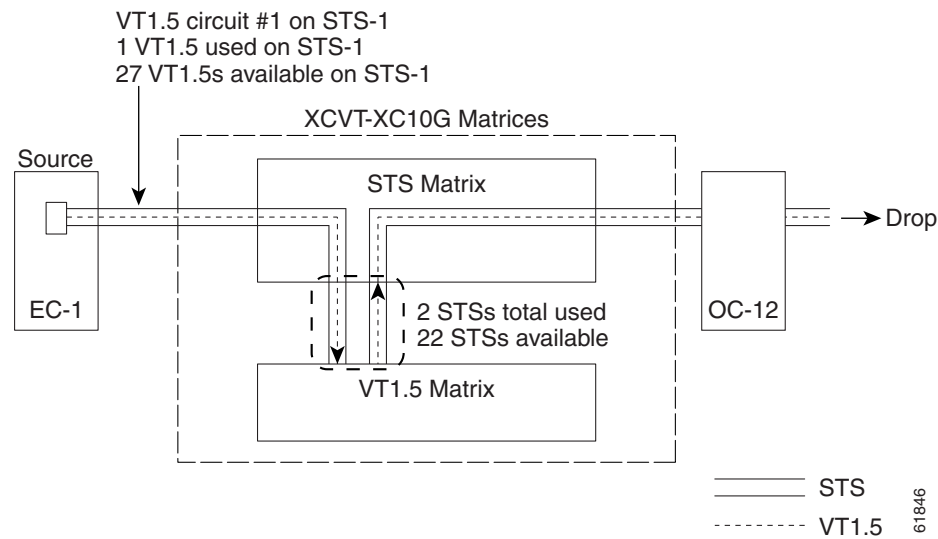 VT1.5 circuit #1 on STS-1
1 VT1.5 used on STS-1
27 VT1.5s available on STS-1
XCVT-XC10G Matrices
Source
STS Matrix
Drop
EC-1
2 STSs total used
22 STSs available
OC-12
VT1.5 Matrix
STS
VT1.5
61846